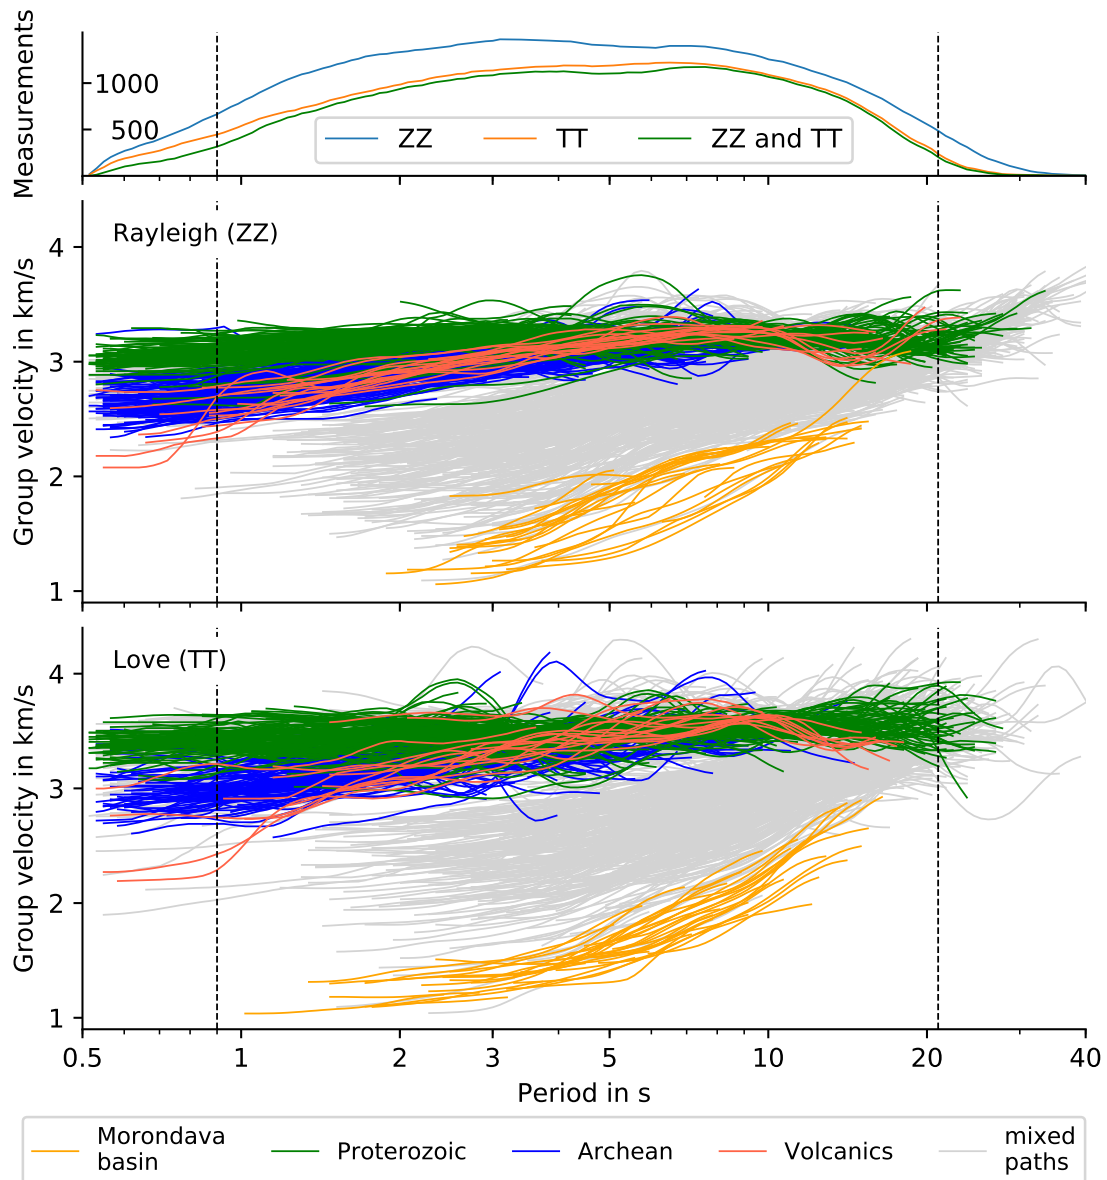 Measurements
1000
500
ZZ TT ZZ and TT
Group velocity in km/s
Rayleigh (ZZ)
4
3
2
1
Group velocity in km/s
Love (TT)
4
3
2
1
0.5 1 2 3 5 10 20 40
Period in s
Morondava basin
Proterozoic
Archean
Volcanics
mixed paths